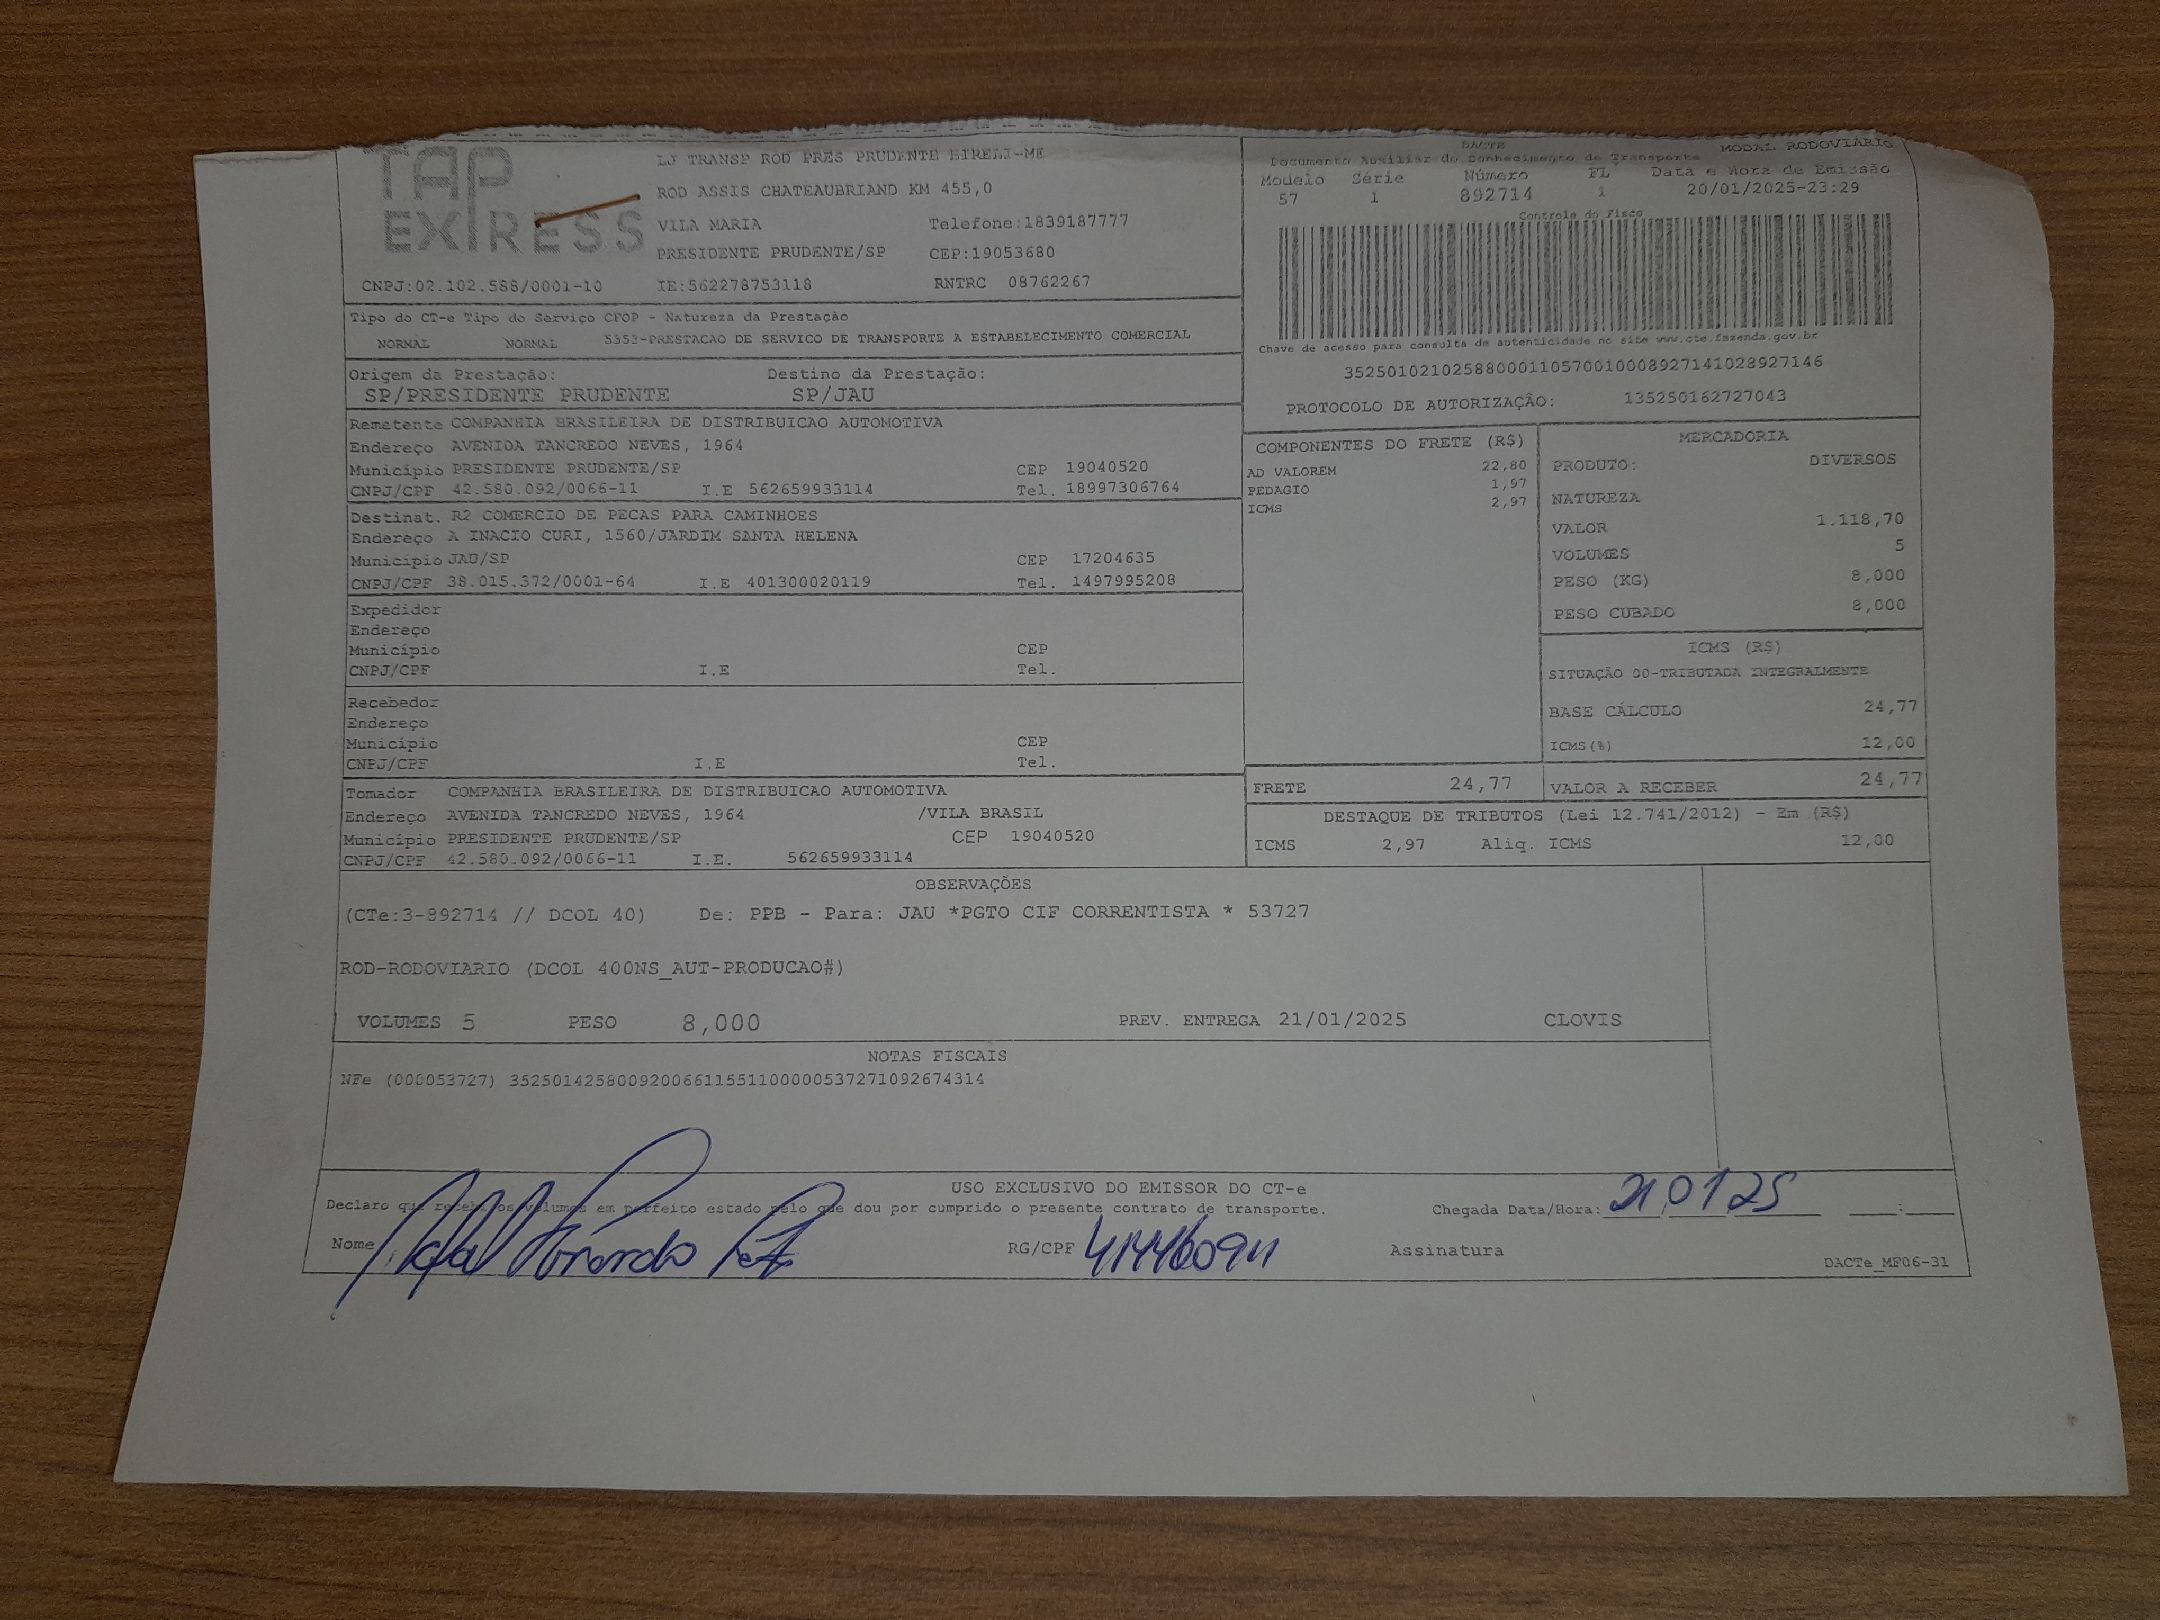 TAP
EXPRESS
LJ TRANSP ROD PRES PRUDENTE EIRELI-ME
ROD ASSIS CHATEAUBRIAND KM 455,0
VILA MARIA Telefone:1839187777
PRESIDENTE PRUDENTE/SP CEP:19053680
CNPJ:02.102.588/0001-10 IE:562278753118 RNTRC 08762267
DACTE MODAL RODOVIÁRIO
Documento Auxiliar do Conhecimento de Transporte
Modelo Série Número FL Data e Hora de Emissão
57 1 892714 1 20/01/2025-23:29
Controle do Fisco
Chave de acesso para consulta de autenticidade no site www.cte.fazenda.gov.br
35250102102588000110570010008927141028927146
PROTOCOLO DE AUTORIZAÇÃO: 135250162727043
Tipo do CT-e Tipo do Serviço CFOP - Natureza da Prestação
NORMAL NORMAL 5353-PRESTACAO DE SERVICO DE TRANSPORTE A ESTABELECIMENTO COMERCIAL
Origem da Prestação: Destino da Prestação:
SP/PRESIDENTE PRUDENTE SP/JAU
Remetente COMPANHIA BRASILEIRA DE DISTRIBUICAO AUTOMOTIVA
Endereço AVENIDA TANCREDO NEVES, 1964
Município PRESIDENTE PRUDENTE/SP CEP 19040520
CNPJ/CPF 42.580.092/0066-11 I.E 562659933114 Tel. 18997306764
Destinat. R2 COMERCIO DE PECAS PARA CAMINHOES
Endereço A INACIO CURI, 1560/JARDIM SANTA HELENA
Município JAU/SP CEP 17204635
CNPJ/CPF 38.015.372/0001-64 I.E 401300020119 Tel. 1497995208
Expedidor
Endereço
Município CEP
CNPJ/CPF I.E Tel.
Recebedor
Endereço
Município CEP
CNPJ/CPF I.E Tel.
Tomador COMPANHIA BRASILEIRA DE DISTRIBUICAO AUTOMOTIVA
Endereço AVENIDA TANCREDO NEVES, 1964 /VILA BRASIL
Município PRESIDENTE PRUDENTE/SP CEP 19040520
CNPJ/CPF 42.580.092/0066-11 I.E. 562659933114
COMPONENTES DO FRETE (R$)
AD VALOREM 22,80
PEDAGIO 1,97
ICMS 2,97
MERCADORIA
PRODUTO: DIVERSOS
NATUREZA
VALOR 1.118,70
VOLUMES 5
PESO (KG) 8,000
PESO CUBADO 8,000
ICMS (R$)
SITUAÇÃO 00-TRIBUTADA INTEGRALMENTE
BASE CÁLCULO 24,77
ICMS(%) 12,00
FRETE 24,77 VALOR A RECEBER 24,77
DESTAQUE DE TRIBUTOS (Lei 12.741/2012) - Em (R$)
ICMS 2,97 Aliq. ICMS 12,00
OBSERVAÇÕES
(CTe:3-892714 // DCOL 40) De: PPB - Para: JAU *PGTO CIF CORRENTISTA * 53727
ROD-RODOVIARIO (DCOL 400NS_AUT-PRODUCAO#)
VOLUMES 5 PESO 8,000 PREV. ENTREGA 21/01/2025 CLOVIS
NOTAS FISCAIS
NFe (000053727) 35250142580092006611551100000537271092674314
USO EXCLUSIVO DO EMISSOR DO CT-e
Declaro que recebi os volumes em perfeito estado pelo que dou por cumprido o presente contrato de transporte. Chegada Data/Hora: 21 01 25 :
Nome RG/CPF Assinatura
DACTe_MF06-31